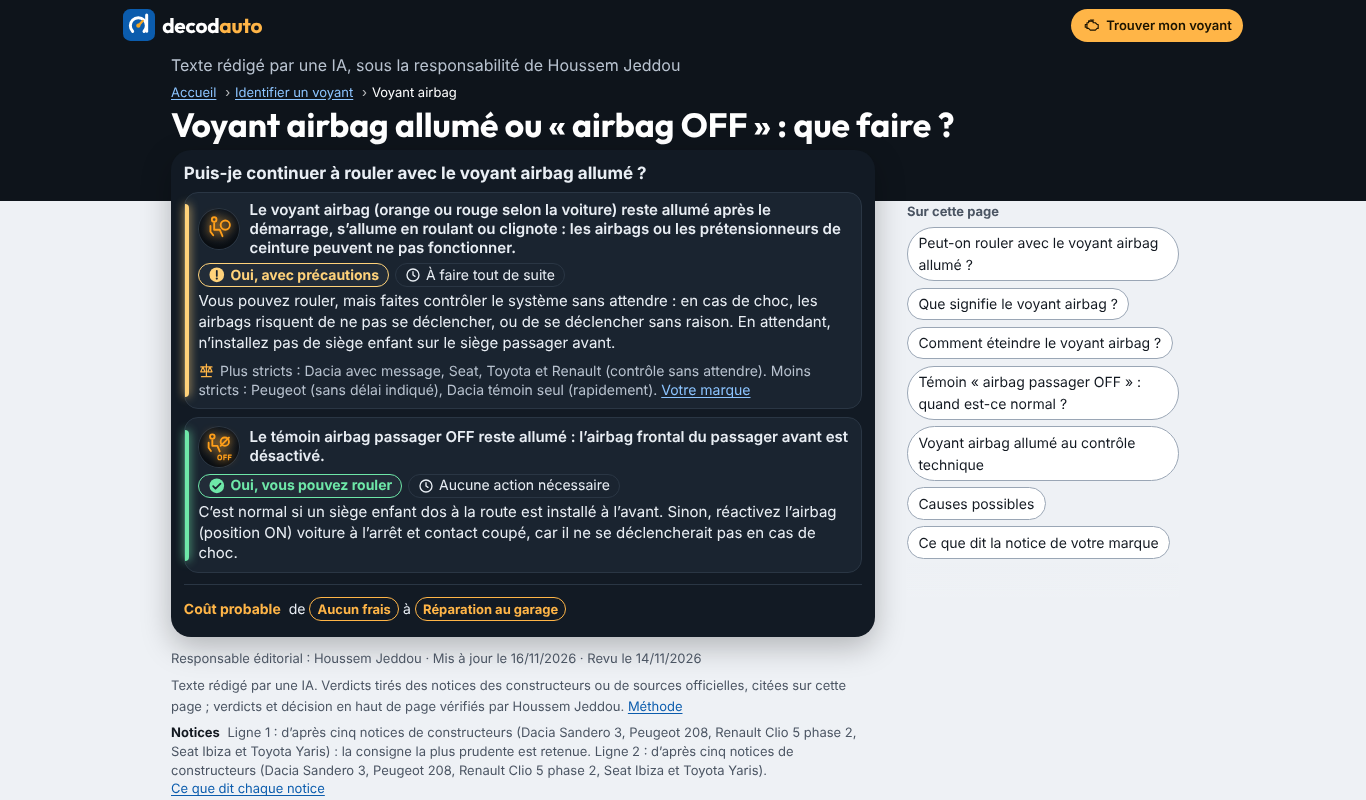 decodauto
Trouver mon voyant
Texte rédigé par une IA, sous la responsabilité de Houssem Jeddou
Accueil › Identifier un voyant › Voyant airbag
Voyant airbag allumé ou « airbag OFF » : que faire ?
Puis-je continuer à rouler avec le voyant airbag allumé ?
Le voyant airbag (orange ou rouge selon la voiture) reste allumé après le
démarrage, s’allume en roulant ou clignote : les airbags ou les prétensionneurs de
ceinture peuvent ne pas fonctionner.
Oui, avec précautions
À faire tout de suite
Vous pouvez rouler, mais faites contrôler le système sans attendre : en cas de choc, les
airbags risquent de ne pas se déclencher, ou de se déclencher sans raison. En attendant,
n’installez pas de siège enfant sur le siège passager avant.
Plus stricts : Dacia avec message, Seat, Toyota et Renault (contrôle sans attendre). Moins
stricts : Peugeot (sans délai indiqué), Dacia témoin seul (rapidement). Votre marque
OFF
Le témoin airbag passager OFF reste allumé : l’airbag frontal du passager avant est
désactivé.
Oui, vous pouvez rouler
Aucune action nécessaire
C’est normal si un siège enfant dos à la route est installé à l’avant. Sinon, réactivez l’airbag
(position ON) voiture à l’arrêt et contact coupé, car il ne se déclencherait pas en cas de
choc.
Coût probable de Aucun frais à Réparation au garage
Responsable éditorial : Houssem Jeddou · Mis à jour le 16/11/2026 · Revu le 14/11/2026
Texte rédigé par une IA. Verdicts tirés des notices des constructeurs ou de sources officielles, citées sur cette
page ; verdicts et décision en haut de page vérifiés par Houssem Jeddou. Méthode
Notices Ligne 1 : d’après cinq notices de constructeurs (Dacia Sandero 3, Peugeot 208, Renault Clio 5 phase 2,
Seat Ibiza et Toyota Yaris) : la consigne la plus prudente est retenue. Ligne 2 : d’après cinq notices de
constructeurs (Dacia Sandero 3, Peugeot 208, Renault Clio 5 phase 2, Seat Ibiza et Toyota Yaris).
Ce que dit chaque notice
Sur cette page
Peut-on rouler avec le voyant airbag
allumé ?
Que signifie le voyant airbag ?
Comment éteindre le voyant airbag ?
Témoin « airbag passager OFF » :
quand est-ce normal ?
Voyant airbag allumé au contrôle
technique
Causes possibles
Ce que dit la notice de votre marque